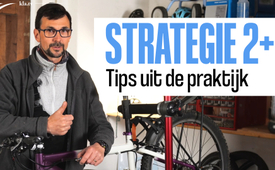 STRATEGIE 2+
Tips uit de praktijk